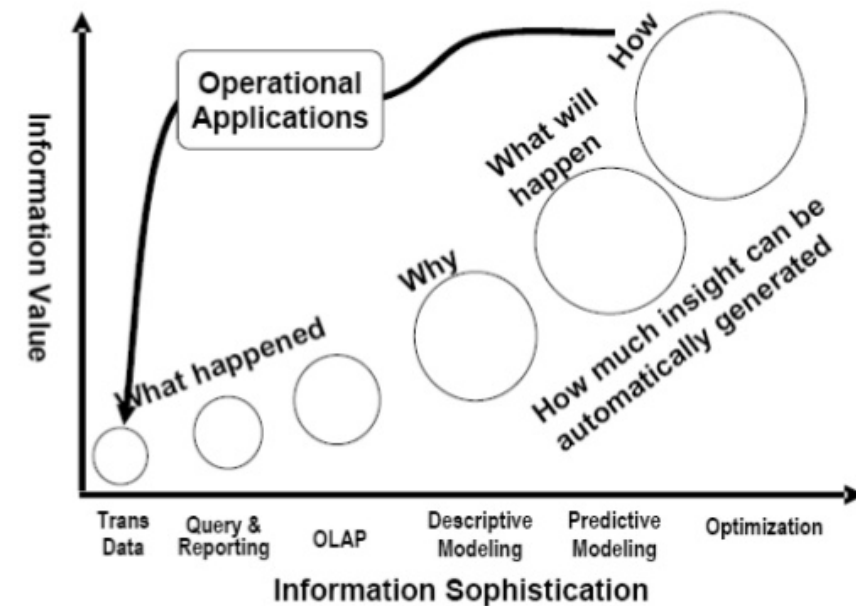 How
Operational
Applications
What will
happen
Information Value
Why
How much insight can be
automatically generated
What happened
Trans
Data
Query &
Reporting
OLAP
Descriptive
Modeling
Predictive
Modeling
Optimization
Information Sophistication